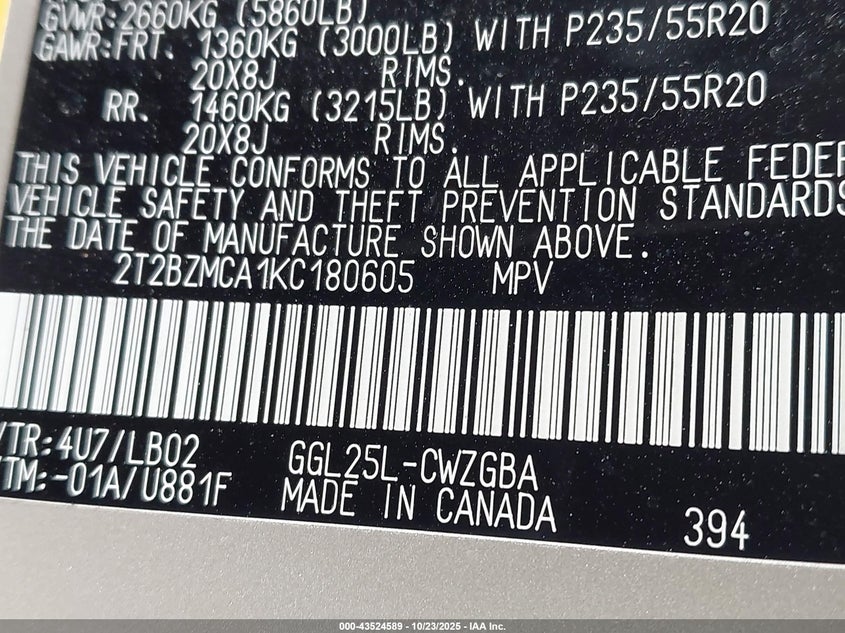 GVWR:2660KG (5860LB)
GAWR:FRT. 1360KG (3000LB) WITH P235/55R20
20X8J RIMS.
RR. 1460KG (3215LB) WITH P235/55R20
20X8J RIMS.
THIS VEHICLE CONFORMS TO ALL APPLICABLE FEDER
VEHICLE SAFETY AND THEFT PREVENTION STANDARDS
THE DATE OF MANUFACTURE SHOWN ABOVE.
2T2BZMCA1KC180605 MPV
/TR:4U7/LB02 GGL25L-CWZGBA
TM:-01A/U881F MADE IN CANADA 394
000-43524589 - 10/23/2025 - IAA Inc.